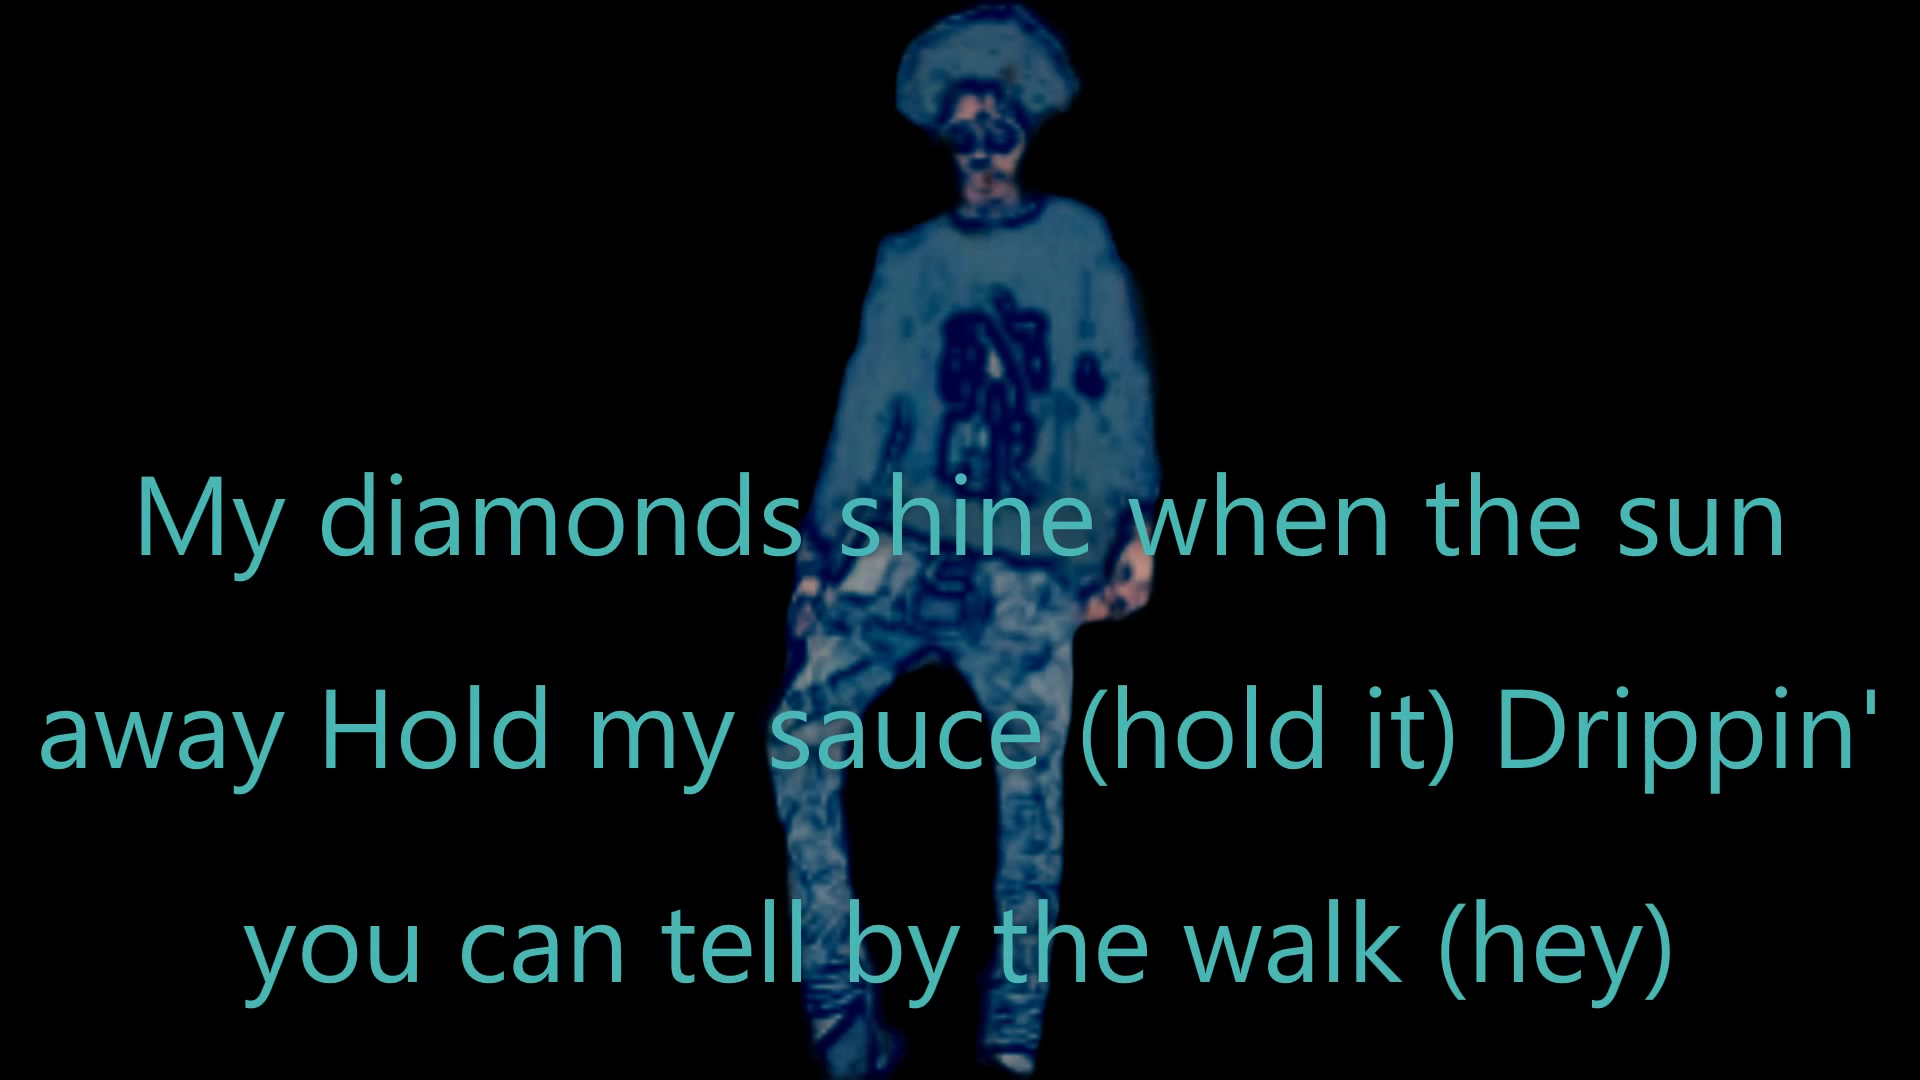 My diamonds shine when the sun
away Hold my sauce (hold it) Drippin'
you can tell by the walk (hey)